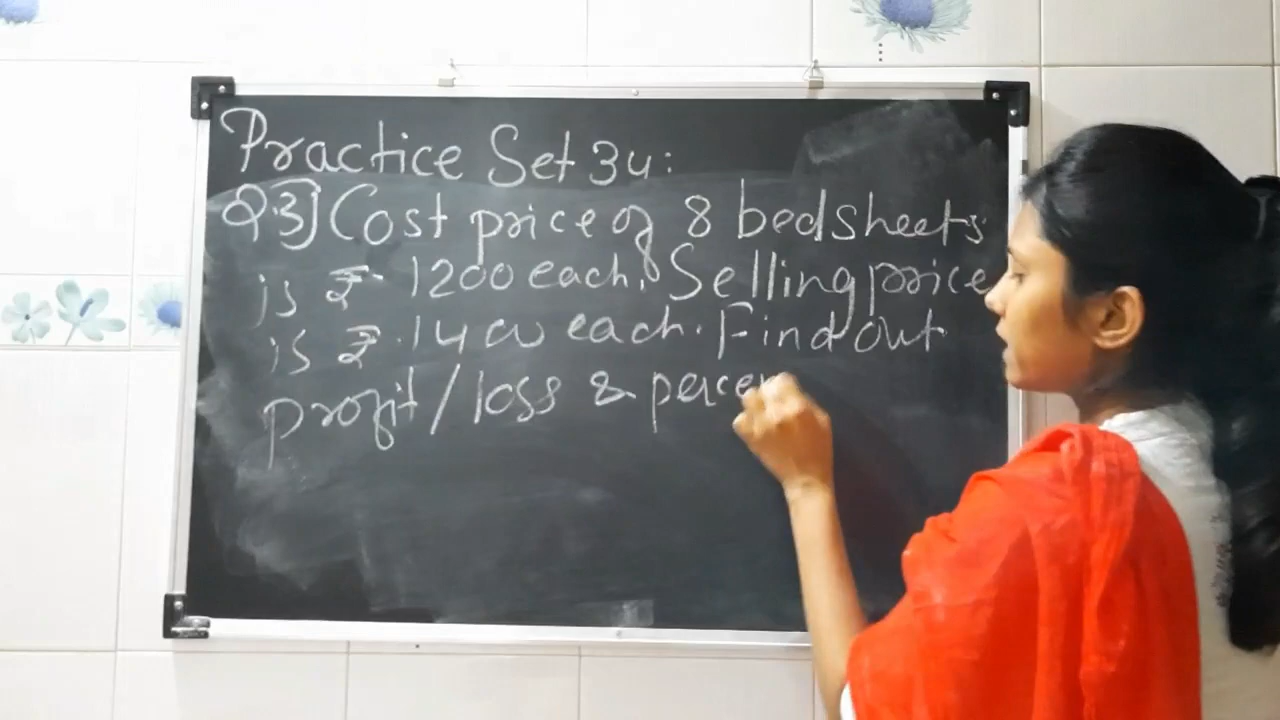 Practice Set 34:
Q.3] Cost price of 8 bedsheets
is ₹. 1200 each. Selling price
is ₹. 1400 each. Find out
profit / loss & percen